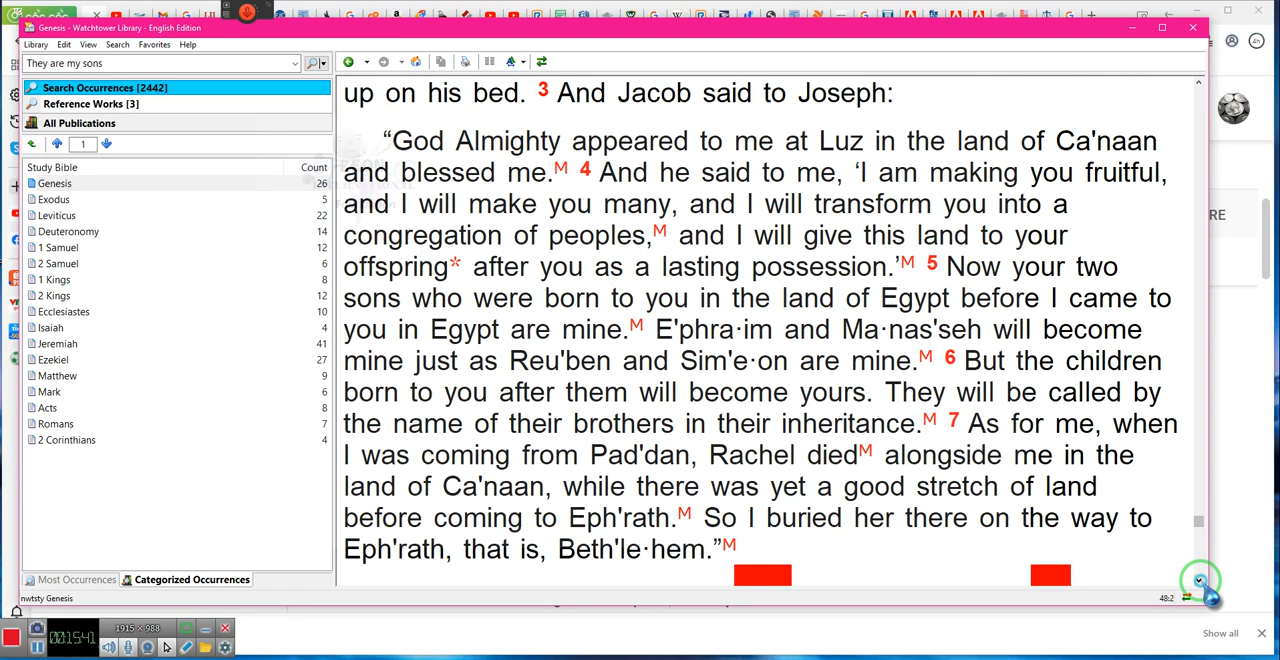 Genesis - Watchtower Library - English Edition
Library Edit View Search Favorites Help
They are my sons
Search Occurrences [2442]
Reference Works [3]
All Publications
1
Study Bible Count
Genesis 26
Exodus 5
Leviticus 22
Deuteronomy 14
1 Samuel 12
2 Samuel 6
1 Kings 8
2 Kings 12
Ecclesiastes 10
Isaiah 4
Jeremiah 41
Ezekiel 27
Matthew 9
Mark 6
Acts 8
Romans 7
2 Corinthians 4
Most Occurrences Categorized Occurrences
nwtsty Genesis
up on his bed. 3 And Jacob said to Joseph:
“God Almighty appeared to me at Luz in the land of Ca'naan
and blessed me.M 4 And he said to me, ‘I am making you fruitful,
and I will make you many, and I will transform you into a
congregation of peoples,M and I will give this land to your
offspring* after you as a lasting possession.’M 5 Now your two
sons who were born to you in the land of Egypt before I came to
you in Egypt are mine.M E'phra·im and Ma·nas'seh will become
mine just as Reu'ben and Sim'e·on are mine.M 6 But the children
born to you after them will become yours. They will be called by
the name of their brothers in their inheritance.M 7 As for me, when
I was coming from Pad'dan, Rachel diedM alongside me in the
land of Ca'naan, while there was yet a good stretch of land
before coming to Eph'rath.M So I buried her there on the way to
Eph'rath, that is, Beth'le·hem.”M
48:2
RE
Show all
1915 × 988